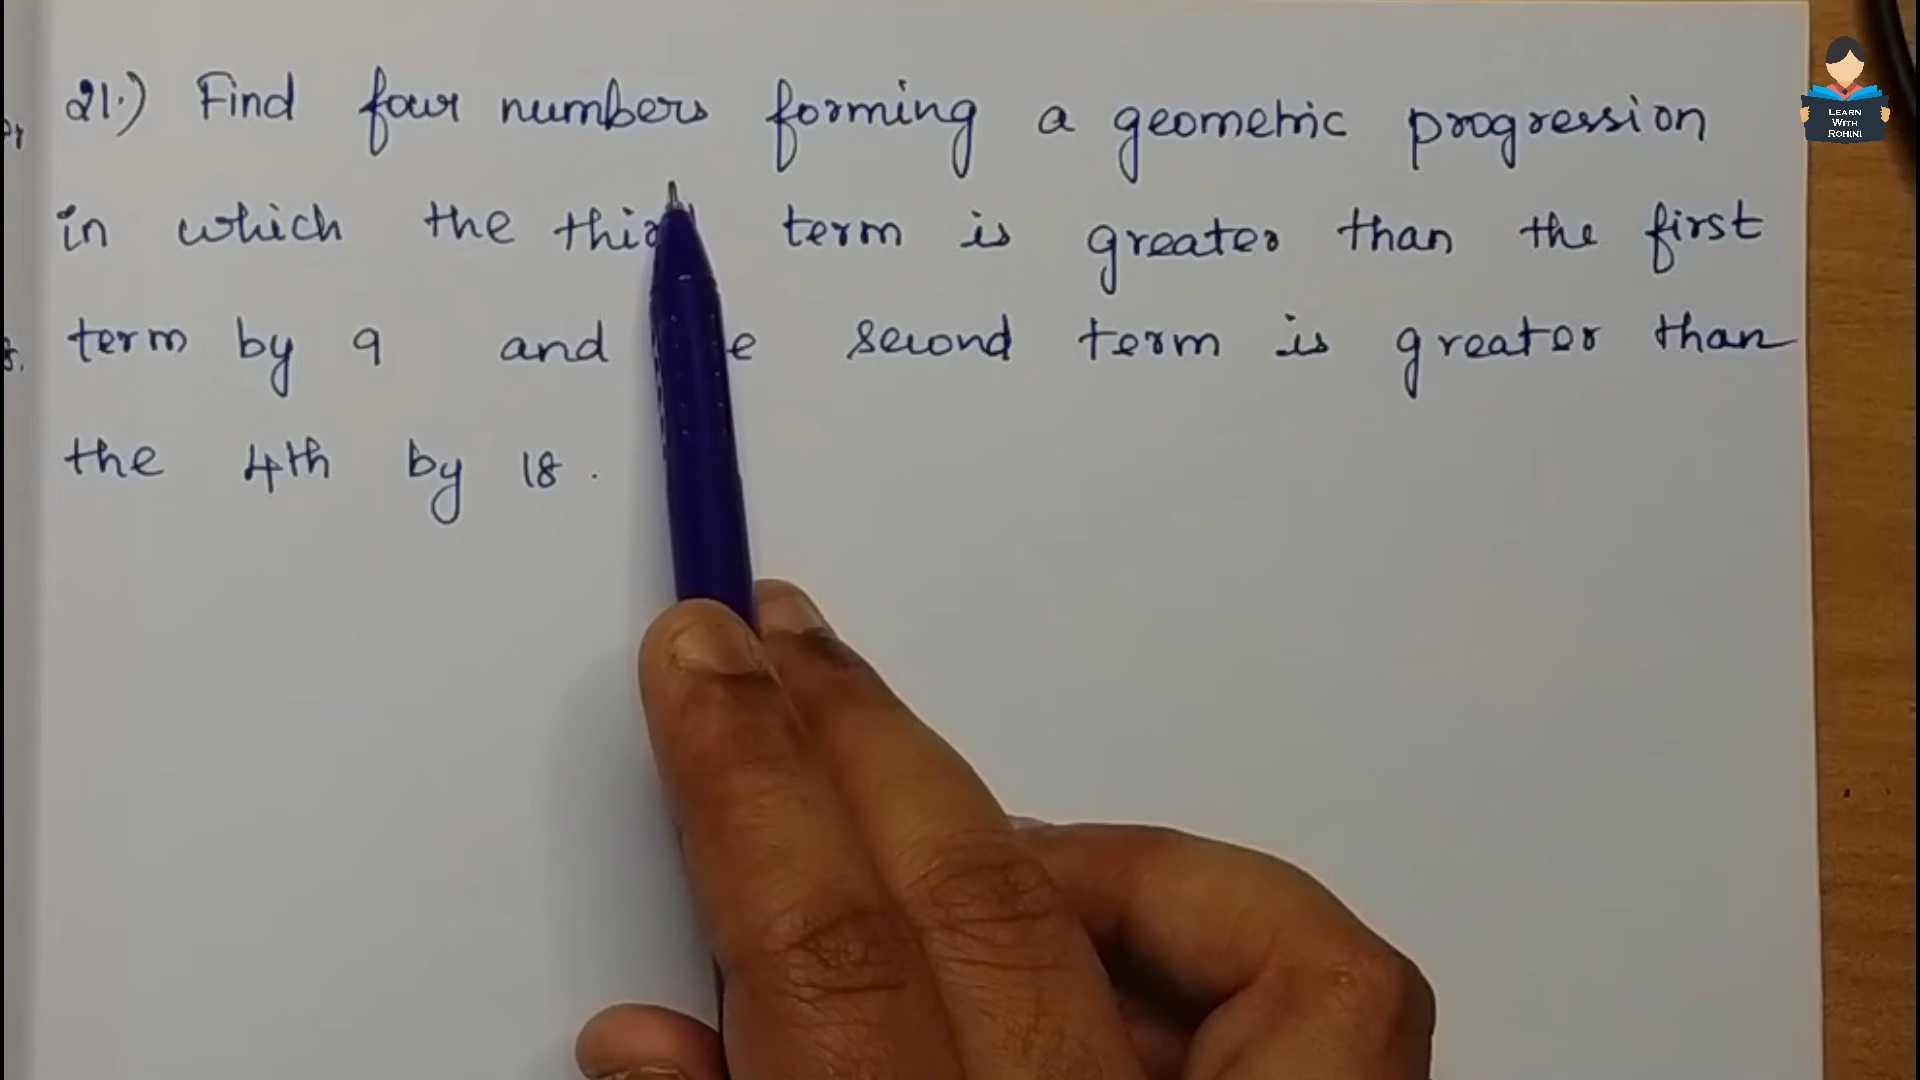 21.) Find four numbers forming a geometric progression
in which the third term is greater than the first
term by 9 and second term is greater than
the 4th by 18.
LEARN
WITH
ROHINI